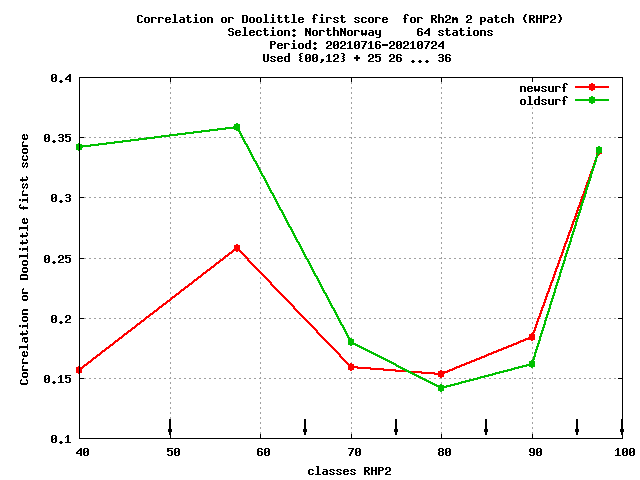 Correlation or Doolittle first score  for Rh2m 2 patch (RHP2)
Selection: NorthNorway     64 stations
Period: 20210716-20210724
Used {00,12} + 25 26 ... 36
newsurf
oldsurf
Correlation or Doolittle first score
0.4
0.35
0.3
0.25
0.2
0.15
0.1
40 50 60 70 80 90 100
classes RHP2